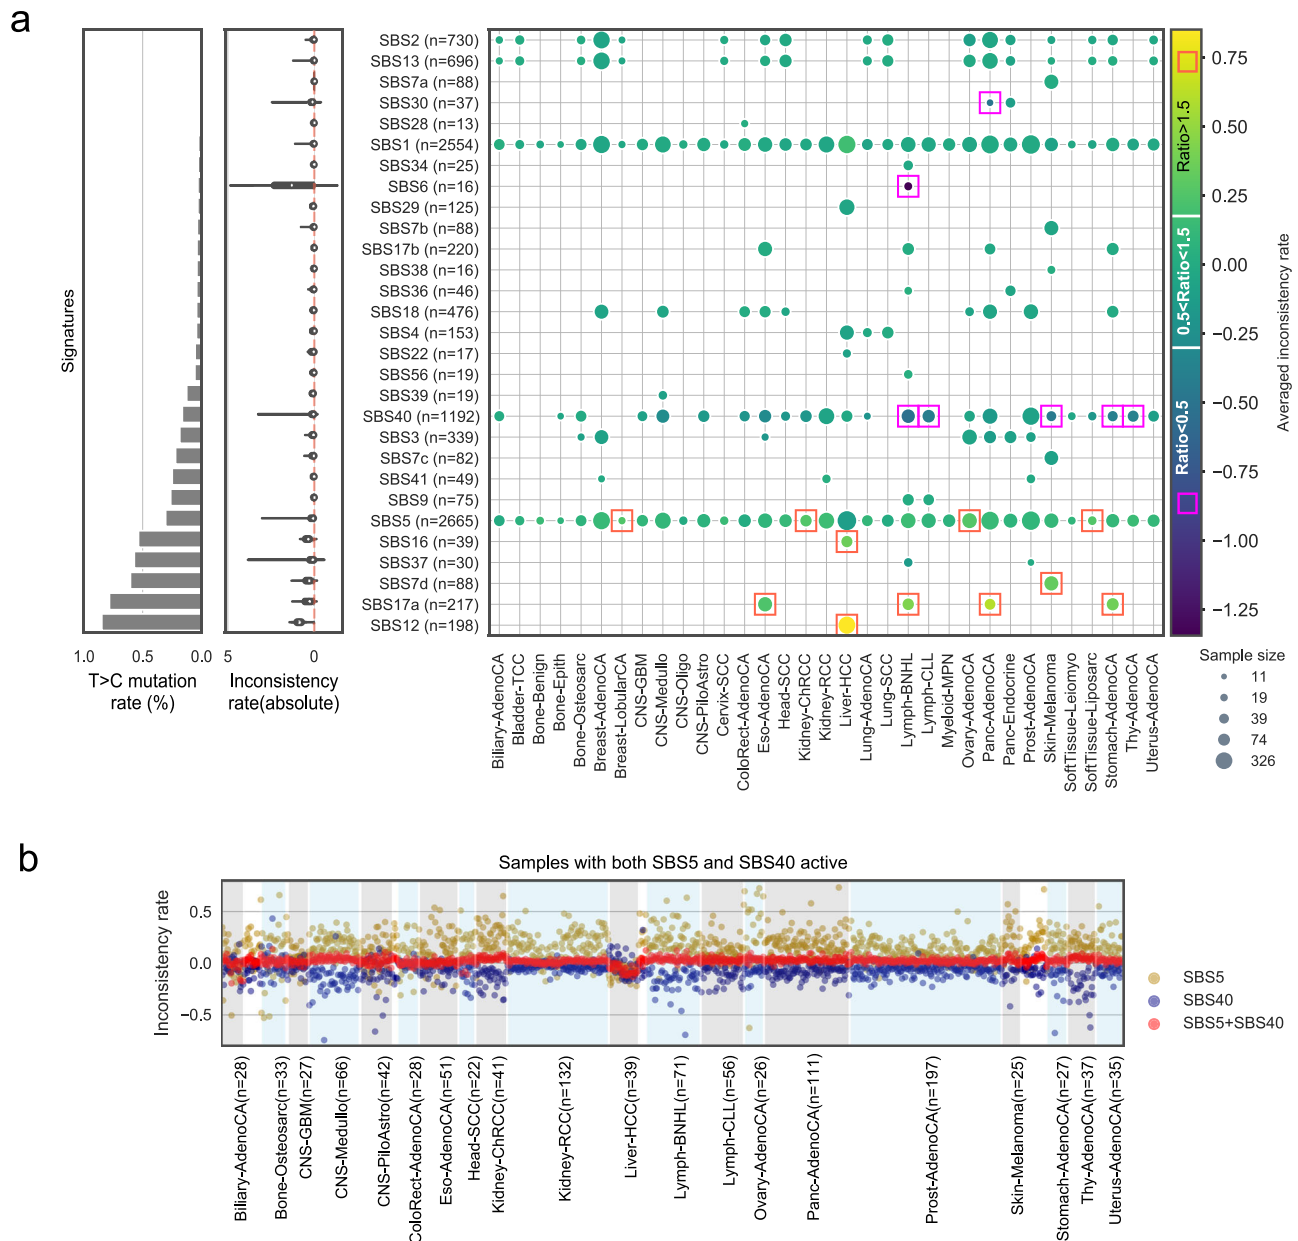 a
Signatures
1.0
0.5
0.0
T>C mutation
rate (%)
5
0
Inconsistency
rate(absolute)
SBS2 (n=730)
SBS13 (n=696)
SBS7a (n=88)
SBS30 (n=37)
SBS28 (n=13)
SBS1 (n=2554)
SBS34 (n=25)
SBS6 (n=16)
SBS29 (n=125)
SBS7b (n=88)
SBS17b (n=220)
SBS38 (n=16)
SBS36 (n=46)
SBS18 (n=476)
SBS4 (n=153)
SBS22 (n=17)
SBS56 (n=19)
SBS39 (n=19)
SBS40 (n=1192)
SBS3 (n=339)
SBS7c (n=82)
SBS41 (n=49)
SBS9 (n=75)
SBS5 (n=2665)
SBS16 (n=39)
SBS37 (n=30)
SBS7d (n=88)
SBS17a (n=217)
SBS12 (n=198)
Biliary-AdenoCA
Bladder-TCC
Bone-Benign
Bone-Epith
Bone-Osteosarc
Breast-AdenoCA
Breast-LobularCA
CNS-GBM
CNS-Medullo
CNS-Oligo
CNS-PiloAstro
Cervix-SCC
ColoRect-AdenoCA
Eso-AdenoCA
Head-SCC
Kidney-ChRCC
Kidney-RCC
Liver-HCC
Lung-AdenoCA
Lung-SCC
Lymph-BNHL
Lymph-CLL
Myeloid-MPN
Ovary-AdenoCA
Panc-AdenoCA
Panc-Endocrine
Prost-AdenoCA
Skin-Melanoma
SoftTissue-Leiomyo
SoftTissue-Liposarc
Stomach-AdenoCA
Thy-AdenoCA
Uterus-AdenoCA
Ratio>1.5
0.5<Ratio<1.5
Ratio<0.5
0.75
0.50
0.25
0.00
−0.25
−0.50
−0.75
−1.00
−1.25
Averaged inconsistency rate
Sample size
11
19
39
74
326
b
Samples with both SBS5 and SBS40 active
Inconsistency rate
0.5
0.0
−0.5
SBS5
SBS40
SBS5+SBS40
Biliary-AdenoCA(n=28)
Bone-Osteosarc(n=33)
CNS-GBM(n=27)
CNS-Medullo(n=66)
CNS-PiloAstro(n=42)
ColoRect-AdenoCA(n=28)
Eso-AdenoCA(n=51)
Head-SCC(n=22)
Kidney-ChRCC(n=41)
Kidney-RCC(n=132)
Liver-HCC(n=39)
Lymph-BNHL(n=71)
Lymph-CLL(n=56)
Ovary-AdenoCA(n=26)
Panc-AdenoCA(n=111)
Prost-AdenoCA(n=197)
Skin-Melanoma(n=25)
Stomach-AdenoCA(n=27)
Thy-AdenoCA(n=37)
Uterus-AdenoCA(n=35)